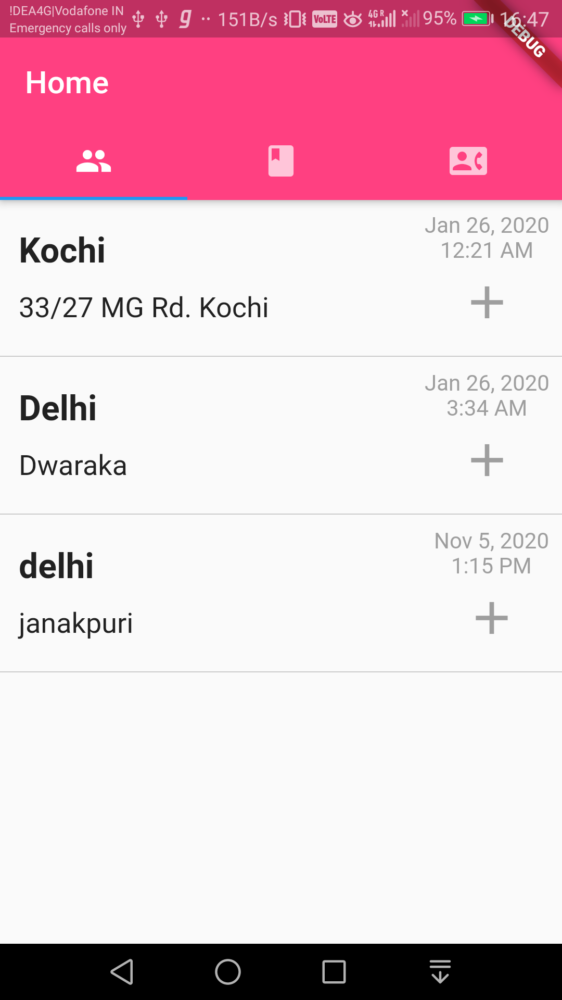 !DEA4G|Vodafone IN
Emergency calls only
g
151B/s
VoLTE
4G R
95%
16:47
DEBUG
Home
Jan 26, 2020
Kochi
12:21 AM
33/27 MG Rd. Kochi
Jan 26, 2020
Delhi
3:34 AM
Dwaraka
Nov 5, 2020
delhi
1:15 PM
janakpuri